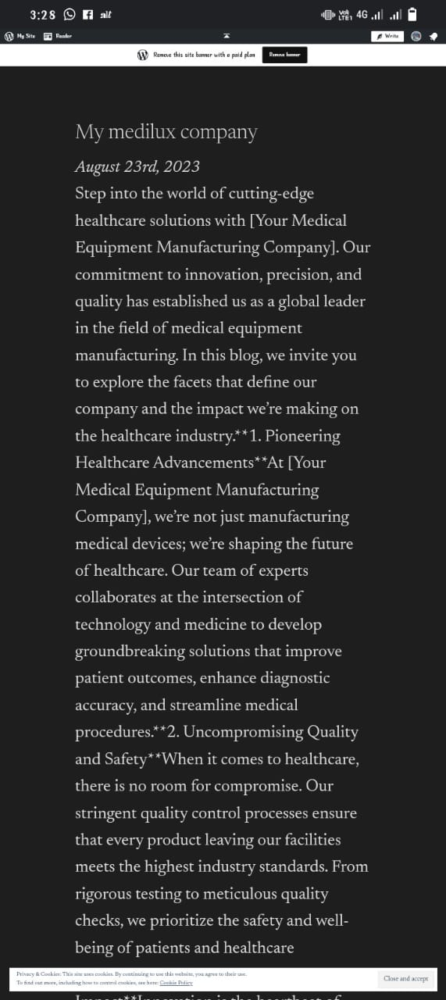 3:28
alt
Vo)) LTE1 4G
My Site
Reader
Write
Remove this site banner with a paid plan
Remove banner
My medilux company
August 23rd, 2023
Step into the world of cutting-edge
healthcare solutions with [Your Medical
Equipment Manufacturing Company]. Our
commitment to innovation, precision, and
quality has established us as a global leader
in the field of medical equipment
manufacturing. In this blog, we invite you
to explore the facets that define our
company and the impact we’re making on
the healthcare industry.**1. Pioneering
Healthcare Advancements**At [Your
Medical Equipment Manufacturing
Company], we’re not just manufacturing
medical devices; we’re shaping the future
of healthcare. Our team of experts
collaborates at the intersection of
technology and medicine to develop
groundbreaking solutions that improve
patient outcomes, enhance diagnostic
accuracy, and streamline medical
procedures.**2. Uncompromising Quality
and Safety**When it comes to healthcare,
there is no room for compromise. Our
stringent quality control processes ensure
that every product leaving our facilities
meets the highest industry standards. From
rigorous testing to meticulous quality
checks, we prioritize the safety and well-
being of patients and healthcare
Privacy & Cookies: This site uses cookies. By continuing to use this website, you agree to their use.
To find out more, including how to control cookies, see here: Cookie Policy
Close and accept
Impact**Innovation is the heartbeat of